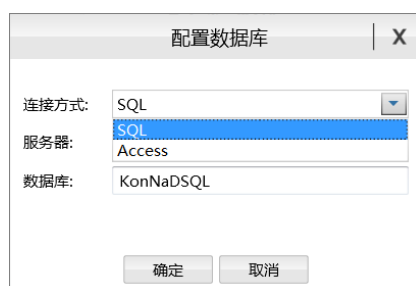 配置数据库 X
连接方式: SQL
SQL
服务器:
Access
数据库: KonNaDSQL
确定 取消